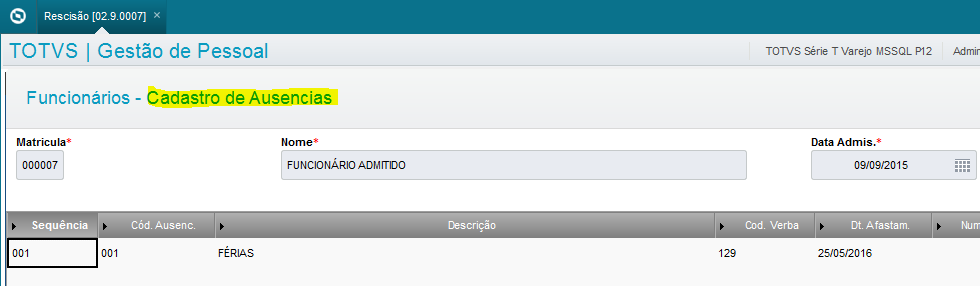 Rescisão [02.9.0007] ×
TOTVS | Gestão de Pessoal
TOTVS Série T Varejo MSSQL P12
Admin
Funcionários - Cadastro de Ausencias
Matricula*
Nome*
Data Admis.*
000007
FUNCIONÁRIO ADMITIDO
09/09/2015
Sequência Cód. Ausenc. Descrição Cod. Verba Dt. Afastam. Num
001 001 FÉRIAS 129 25/05/2016